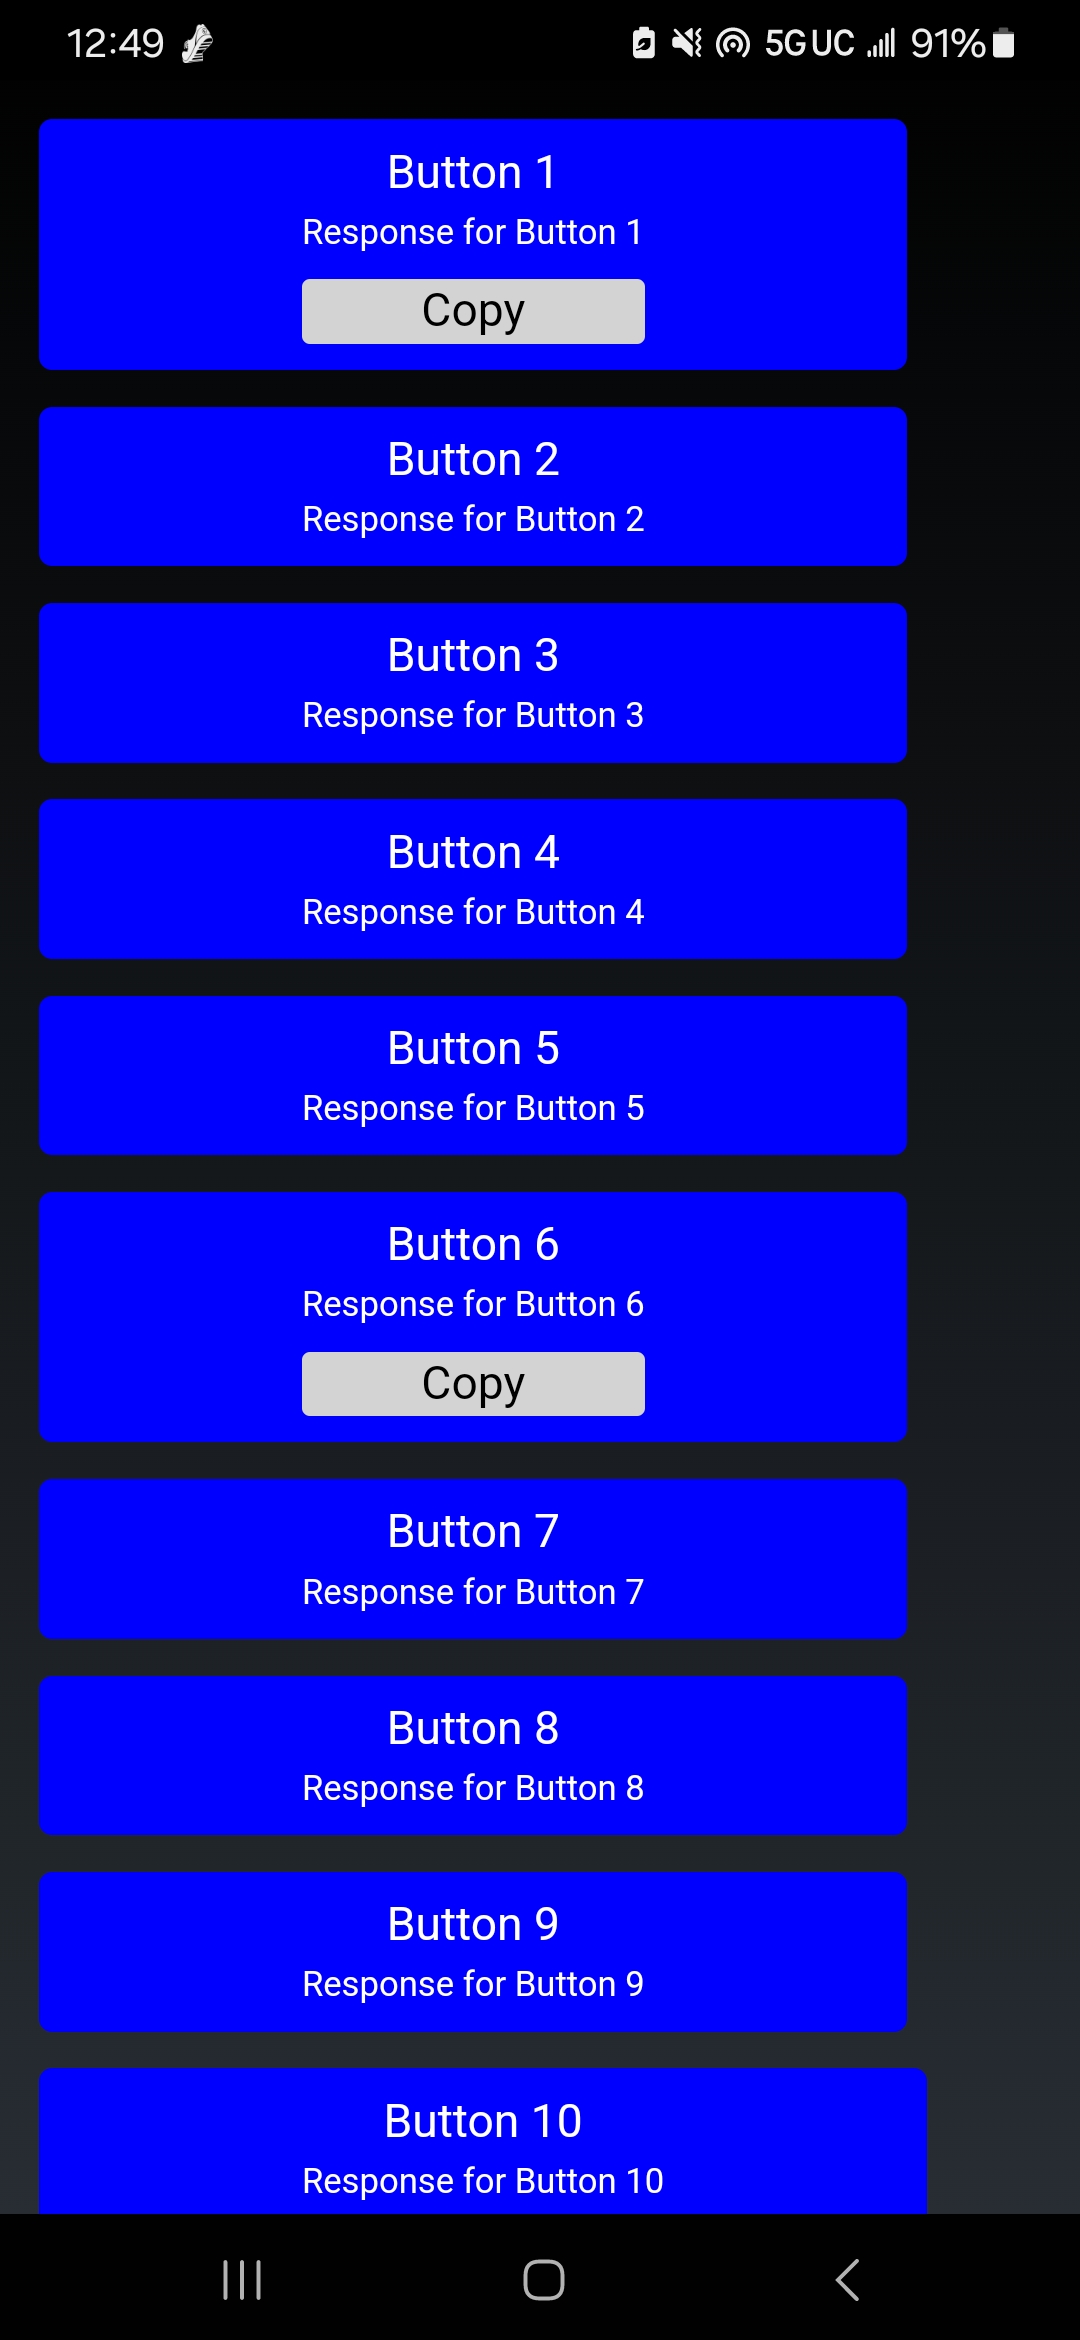 12:49 5G UC 91%
Button 1
Response for Button 1
Copy
Button 2
Response for Button 2
Button 3
Response for Button 3
Button 4
Response for Button 4
Button 5
Response for Button 5
Button 6
Response for Button 6
Copy
Button 7
Response for Button 7
Button 8
Response for Button 8
Button 9
Response for Button 9
Button 10
Response for Button 10